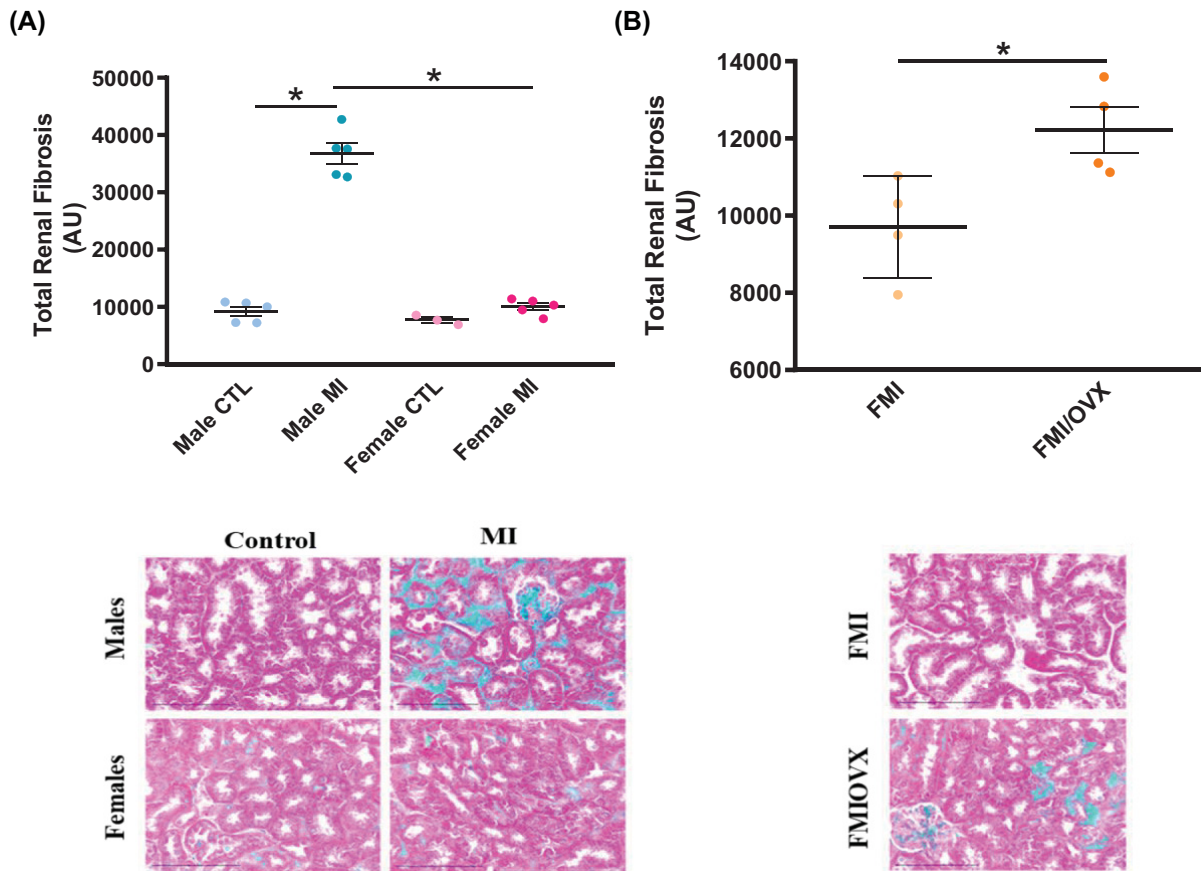 (A)
Total Renal Fibrosis
(AU)
50000
40000
30000
20000
10000
0
*
*
Male CTL
Male MI
Female CTL
Female MI
(B)
Total Renal Fibrosis
(AU)
14000
12000
10000
8000
6000
*
FMI
FMI/OVX
Control
MI
Males
Females
FMI
FMIOVX